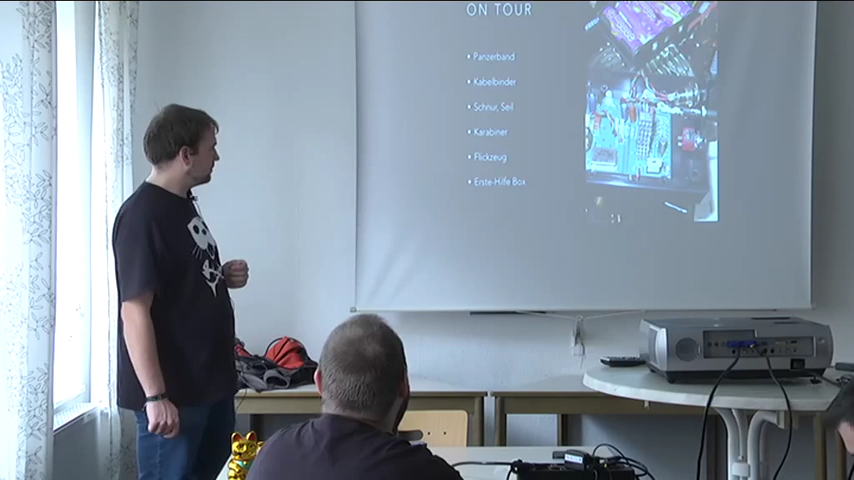 ON TOUR
• Panzerband
• Kabelbinder
• Schnur, Seil
• Karabiner
• Flickzeug
• Erste-Hilfe Box